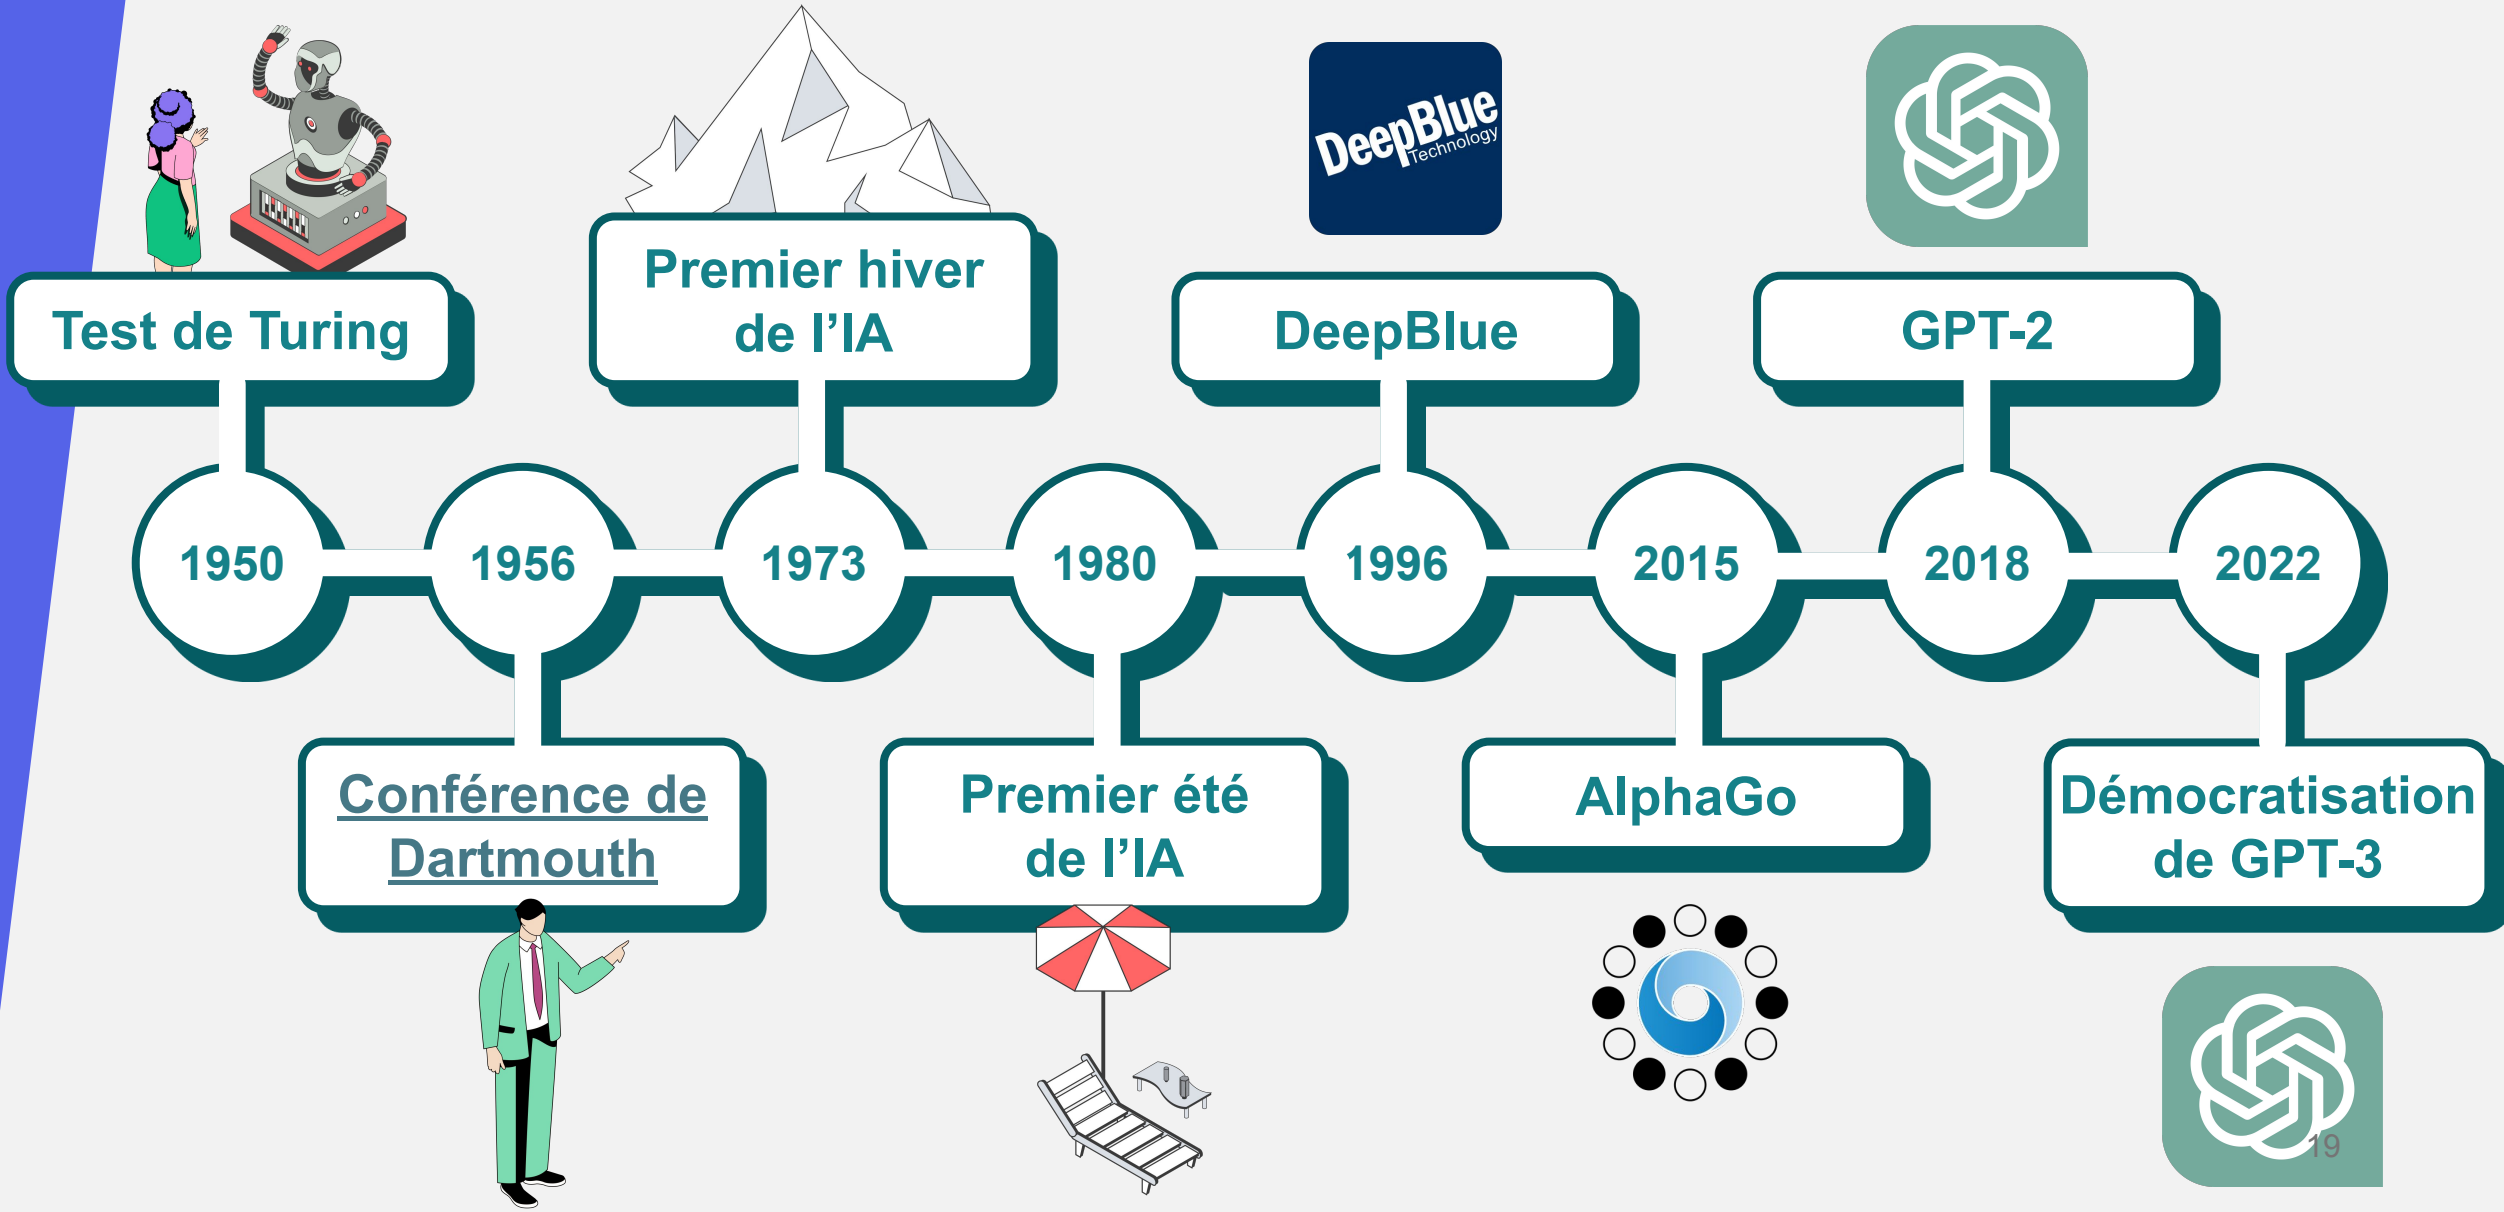 DeepBlue
Technology
Test de Turing
Premier hiver
de l'IA
DeepBlue
GPT-2
1950
1956
1973
1980
1996
2015
2018
2022
Conférence de
Dartmouth
Premier été
de l'IA
AlphaGo
Démocratisation
de GPT-3
19